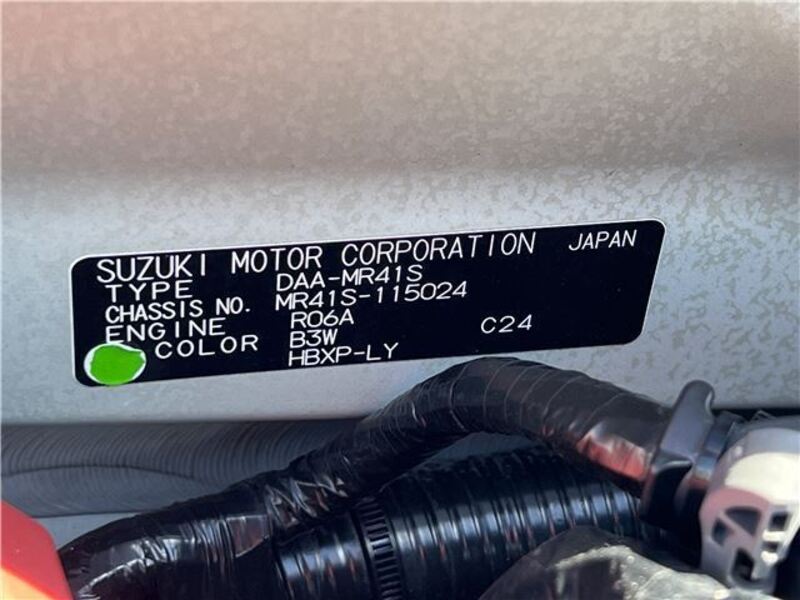 SUZUKI MOTOR CORPORATION JAPAN
TYPE DAA-MR41S
CHASSIS NO. MR41S-115024
ENGINE R06A
COLOR B3W C24
HBXP-LY